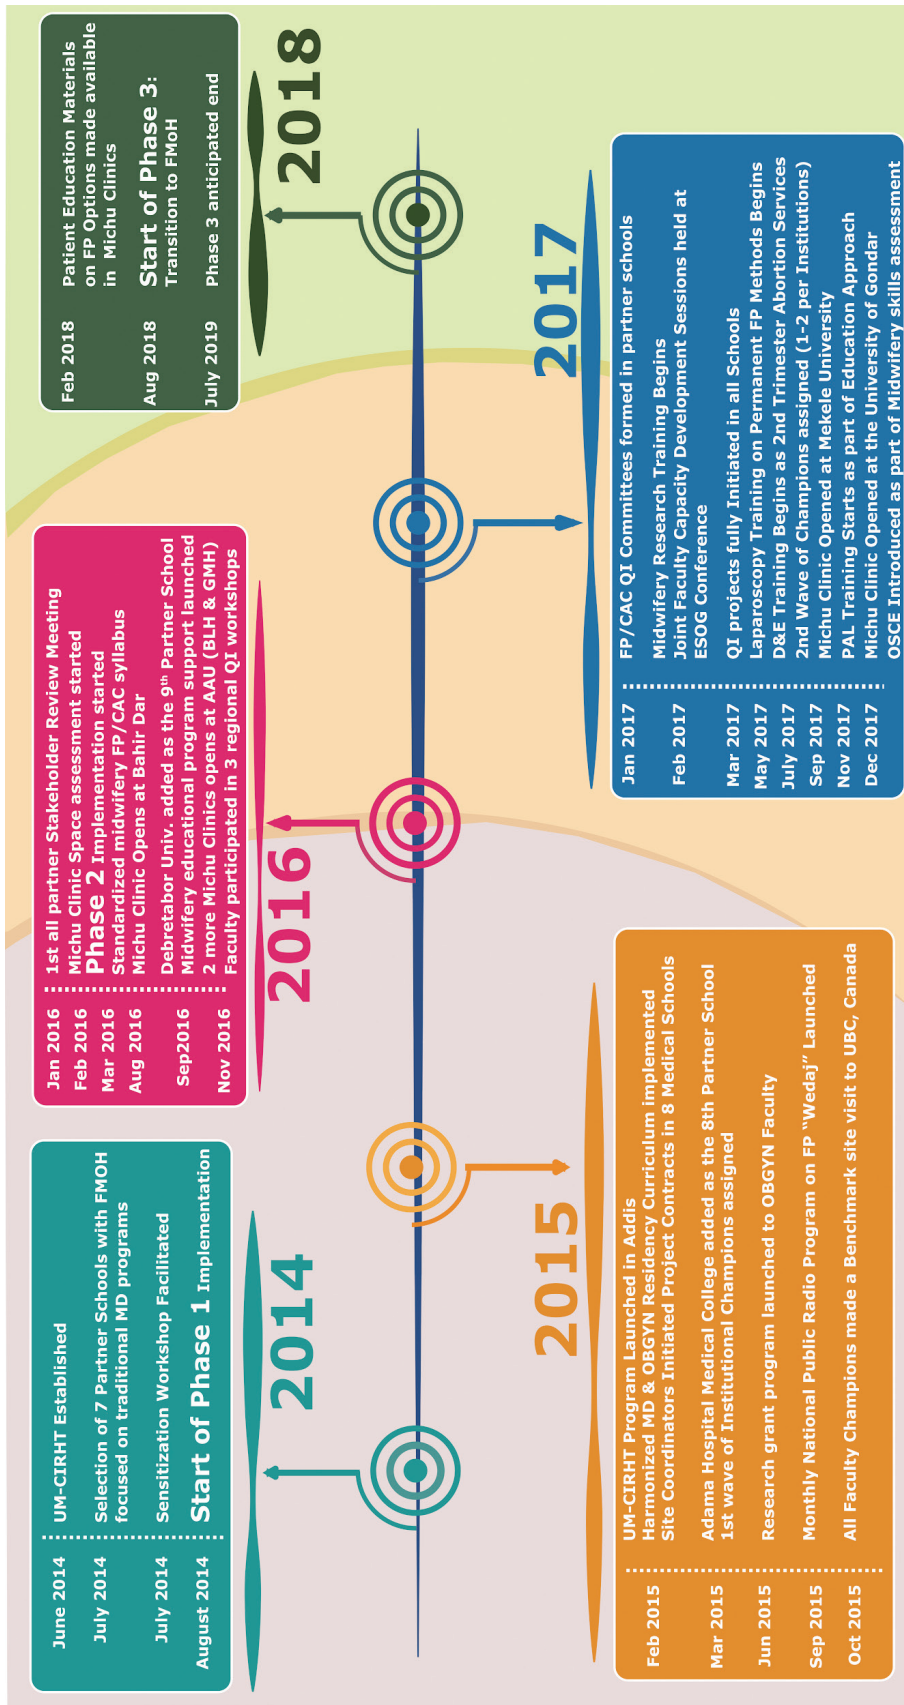 2014
June 2014 UM-CIRHT Established
July 2014 Selection of 7 Partner Schools with FMOH
focused on traditional MD programs
July 2014 Sensitization Workshop Facilitated
August 2014 Start of Phase 1 Implementation
2015
Feb 2015
UM-CIRHT Program Launched in Addis
Harmonized MD & OBGYN Residency Curriculum implemented
Site Coordinators Initiated Project Contracts in 8 Medical Schools
Mar 2015
Adama Hospital Medical College added as the 8th Partner School
1st wave of Institutional Champions assigned
Jun 2015 Research grant program launched to OBGYN Faculty
Sep 2015 Monthly National Public Radio Program on FP "Wedaj" Launched
Oct 2015 All Faculty Champions made a Benchmark site visit to UBC, Canada
2016
Jan 2016 1st all partner Stakeholder Review Meeting
Feb 2016 Michu Clinic Space assessment started
Phase 2 Implementation started
Mar 2016 Standardized midwifery FP/CAC syllabus
Aug 2016 Michu Clinic Opens at Bahir Dar
Debretabor Univ. added as the 9th Partner School
Sep2016 Midwifery educational program support launched
2 more Michu Clinics opens at AAU (BLH & GMH)
Nov 2016 Faculty participated in 3 regional QI workshops
2017
Jan 2017 FP/CAC QI Committees formed in partner schools
Midwifery Research Training Begins
Feb 2017 Joint Faculty Capacity Development Sessions held at
ESOG Conference
Mar 2017 QI projects fully Initiated in all Schools
May 2017 Laparoscopy Training on Permanent FP Methods Begins
July 2017 D&E Training Begins as 2nd Trimester Abortion Services
2nd Wave of Champions assigned (1-2 per Institutions)
Sep 2017 Michu Clinic Opened at Mekele University
Nov 2017 PAL Training Starts as part of Education Approach
Dec 2017 Michu Clinic Opened at the University of Gondar
OSCE Introduced as part of Midwifery skills assessment
2018
Feb 2018 Patient Education Materials
on FP Options made available
in Michu Clinics
Aug 2018 Start of Phase 3:
Transition to FMoH
July 2019 Phase 3 anticipated end